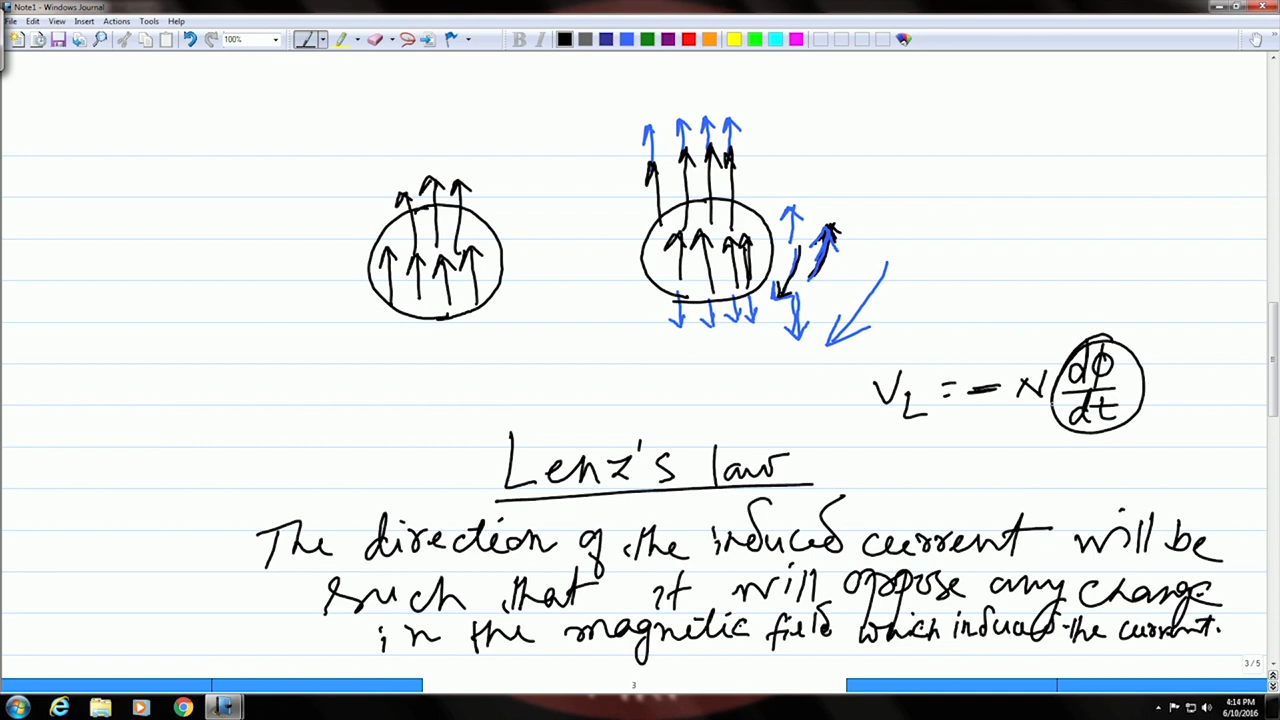 Note1 - Windows Journal
File Edit View Insert Actions Tools Help
100%
B I
V_L = - N dφ/dt
Lenz's law
The direction of the induced current will be
such that it will oppose any change
in the magnetic field which induced the current.
3/5
3
4:14 PM
6/10/2016